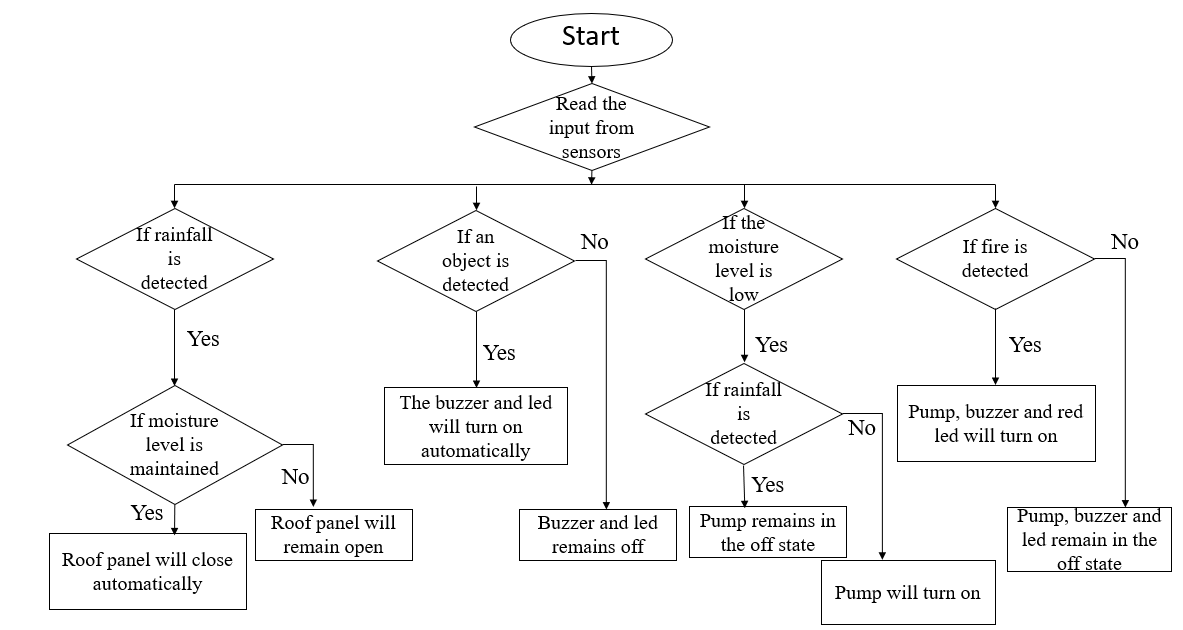 Start
Read the
input from
sensors
If rainfall
is
detected
If an
object is
detected
No
If the
moisture
level is
low
If fire is
detected
No
Yes
Yes
Yes
Yes
If moisture
level is
maintained
No
Yes
The buzzer and led
will turn on
automatically
If rainfall
is
detected
No
Yes
Pump, buzzer and red
led will turn on
Roof panel will close
automatically
Roof panel will
remain open
Buzzer and led
remains off
Pump remains in
the off state
Pump will turn on
Pump, buzzer and
led remain in the
off state